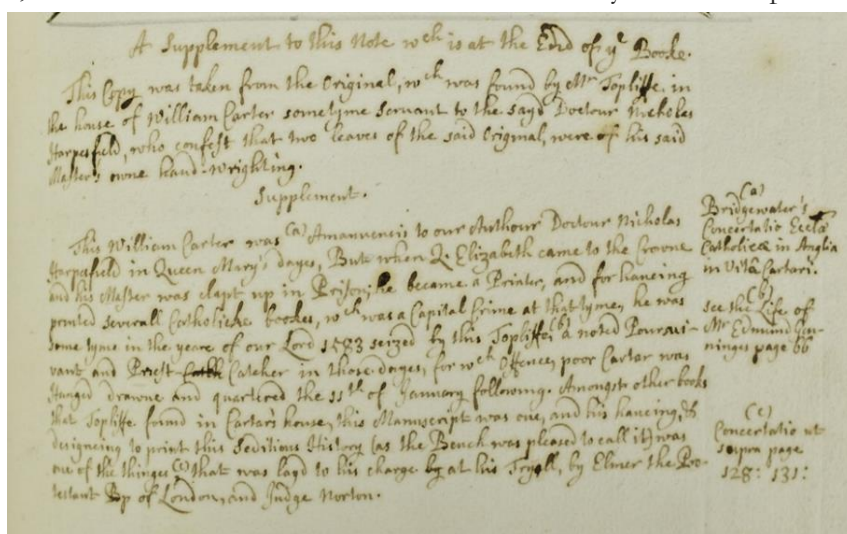 A Supplement to this Note wch is at the End of ye Booke.
This Copy was taken from the Original, wch was found by Mr Topliffe in
the house of William Carter sometyme Servant to the sayd Doctour Nicholas
Harpesfield, who confest that two leaves of the said Original, were of his said
Master's owne hand-wrighting.
Supplement.
This William Carter was (a) Amanuensis to our Authour Doctour Nicholas
Harpesfield in Queen Mary's dayes, But when Q. Elizabeth came to the Crowne
and his Master was clapt up in Prison, he became a Printer, and for haueing
printed severall Catholicke bookes, wch was a Capital Crime at that tyme, he was
some tyme in the yeare of our Lord 1583 seized by this Topliffe, (b) a noted Poursui-
vant and Priest Catcher in those dayes, for wch Offence, poor Carter was
Hanged drawne and quartered the 11th of January following. Amongst other books
that Topliffe found in Carter's house, this Manuscript was one, and his haueing, &
designeing to print this Seditious History (as the Bench was pleased to call it) was
one of the thinges (c) that was layd to his charge by at his Tryall, by Elmer the Pro-
testant Bp of London, and Judge Norton.
(a)
Bridgewater's
Concertatio Ecclae
Catholicae in Anglia
in Vitâ Carteri.
(b)
see the Life of
Mr Edmund Gen-
ninges page 66
(c)
Concertatio ut
supra page
128: 131: